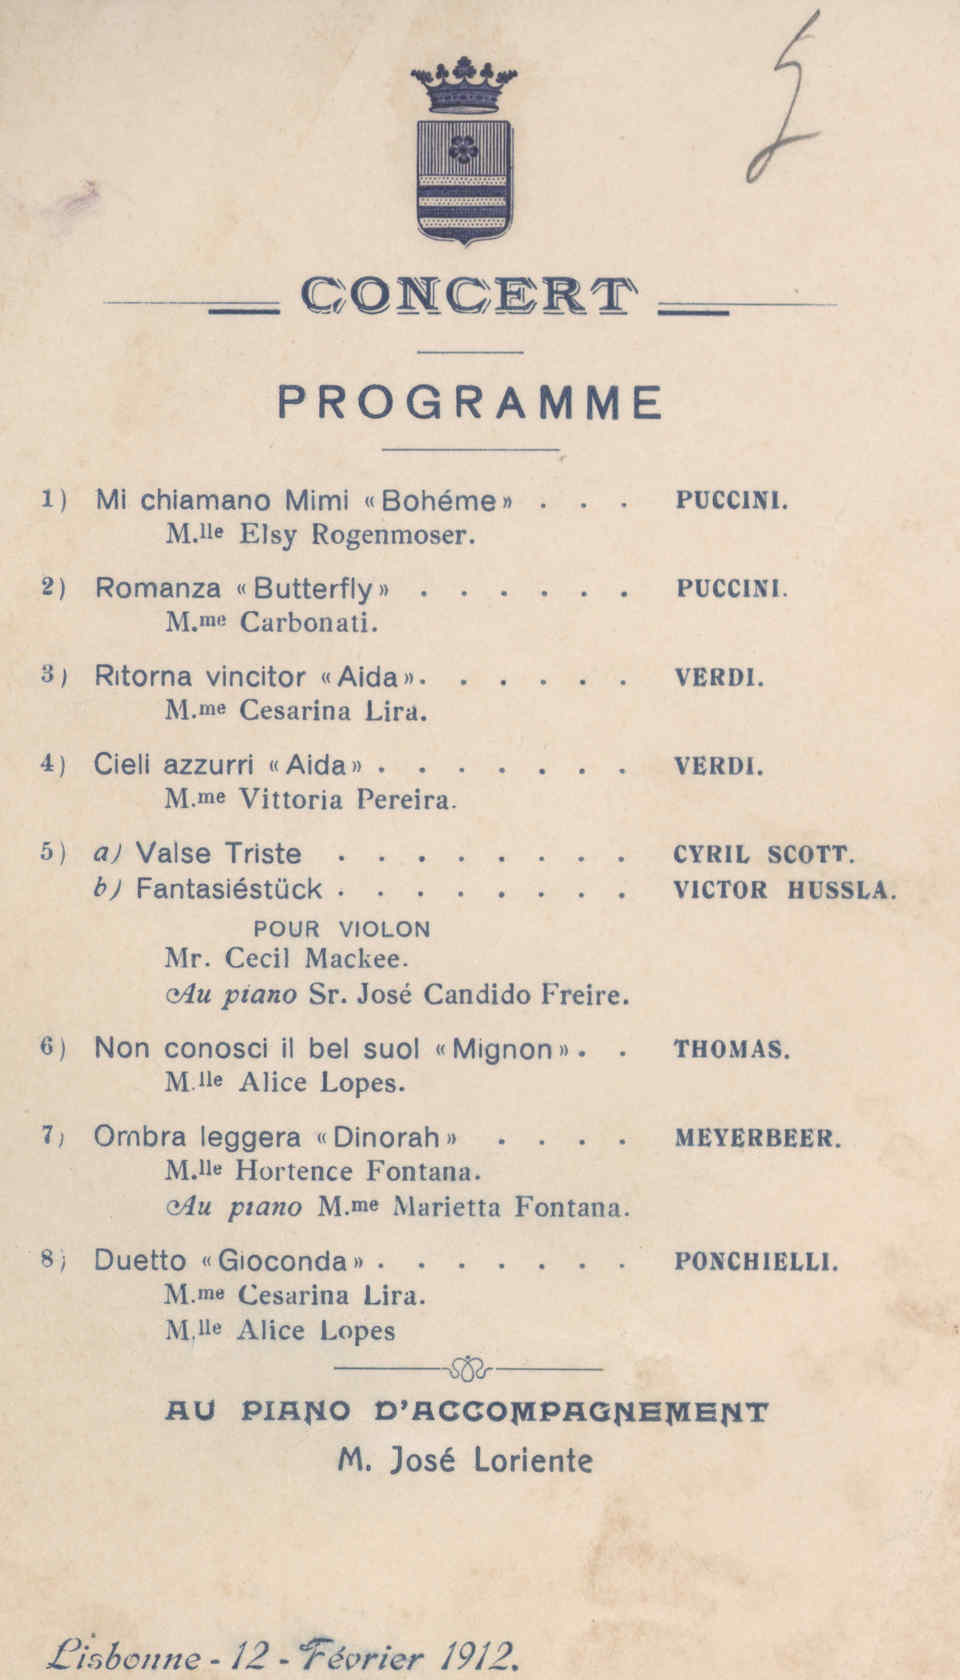 CONCERT
PROGRAMME
1) Mi chiamano Mimi «Bohéme» . . . PUCCINI.
M.lle Elsy Rogenmoser.
2) Romanza «Butterfly» . . . . . . PUCCINI.
M.me Carbonati.
3) Ritorna vincitor «Aida» . . . . . . VERDI.
M.me Cesarina Lira.
4) Cieli azzurri «Aida» . . . . . . . VERDI.
M.me Vittoria Pereira.
5) a) Valse Triste . . . . . . . . CYRIL SCOTT.
b) Fantasiéstück . . . . . . . . VICTOR HUSSLA.
POUR VIOLON
Mr. Cecil Mackee.
Au piano Sr. José Candido Freire.
6) Non conosci il bel suol «Mignon» . . THOMAS.
M.lle Alice Lopes.
7) Ombra leggera «Dinorah» . . . . MEYERBEER.
M.lle Hortence Fontana.
Au piano M.me Marietta Fontana.
8) Duetto «Gioconda» . . . . . . . PONCHIELLI.
M.me Cesarina Lira.
M.lle Alice Lopes
AU PIANO D'ACCOMPAGNEMENT
M. José Loriente
Lisbonne - 12 - Février 1912.